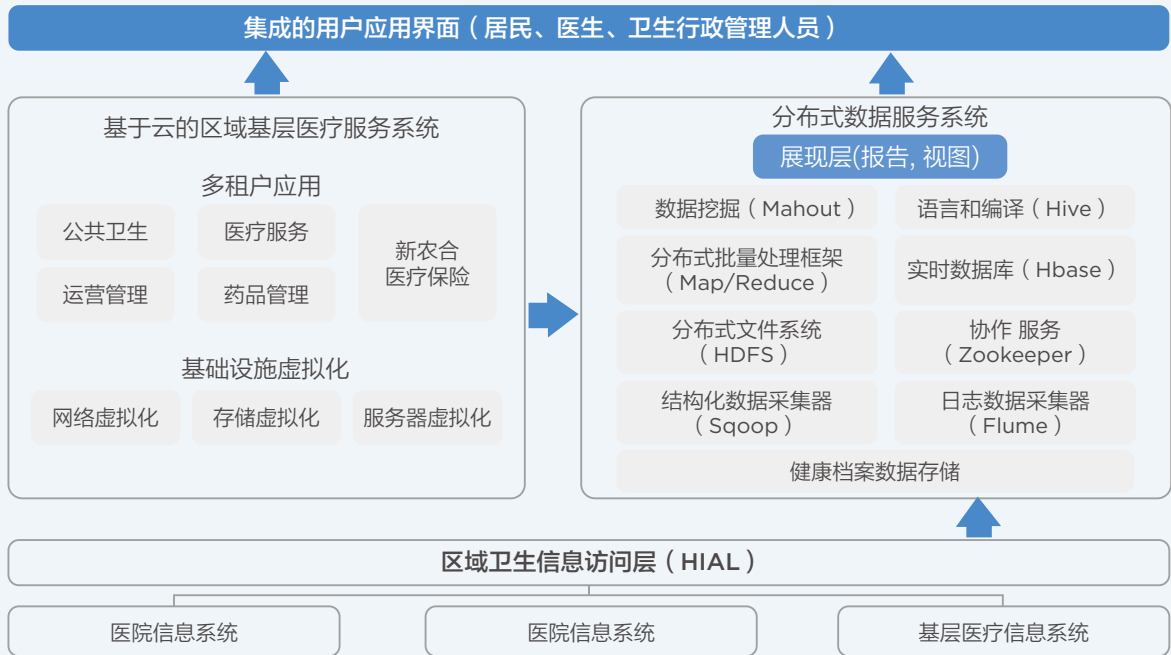 集成的用户应用界面（居民、医生、卫生行政管理人员）
基于云的区域基层医疗服务系统
多租户应用
公共卫生
医疗服务
新农合
医疗保险
运营管理
药品管理
基础设施虚拟化
网络虚拟化
存储虚拟化
服务器虚拟化
分布式数据服务系统
展现层(报告, 视图)
数据挖掘（Mahout）
语言和编译（Hive）
分布式批量处理框架
（Map/Reduce）
实时数据库（Hbase）
分布式文件系统
（HDFS）
协作 服务
（Zookeeper）
结构化数据采集器
（Sqoop）
日志数据采集器
（Flume）
健康档案数据存储
区域卫生信息访问层（HIAL）
医院信息系统
医院信息系统
基层医疗信息系统